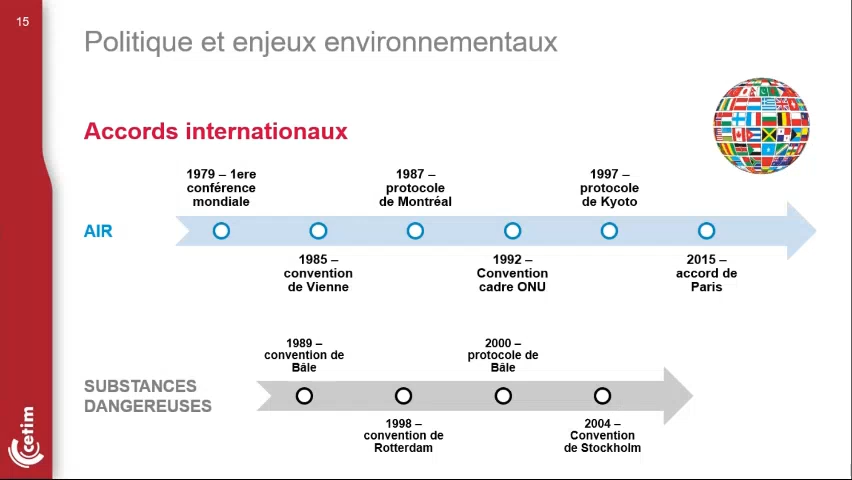 15
Politique et enjeux environnementaux
Accords internationaux
1979 – 1ere
conférence
mondiale
1987 –
protocole
de Montréal
1997 –
protocole
de Kyoto
AIR
1985 –
convention
de Vienne
1992 –
Convention
cadre ONU
2015 –
accord de
Paris
1989 –
convention de
Bâle
2000 –
protocole de
Bâle
SUBSTANCES
DANGEREUSES
1998 –
convention de
Rotterdam
2004 –
Convention
de Stockholm
cetim